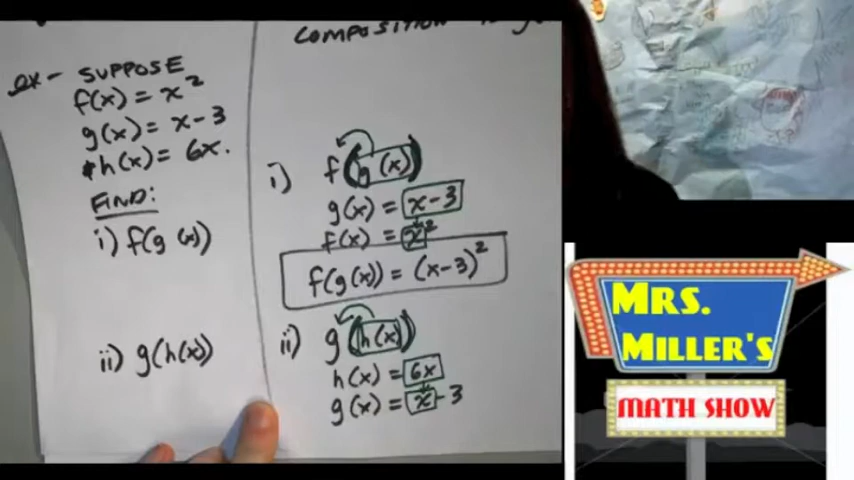 COMPOSITION
ex- SUPPOSE
f(x) = x²
g(x) = x-3
h(x) = 6x.
FIND:
i) f(g(x))
ii) g(h(x))
i) f(g(x))
g(x) = x-3
f(x) = x²
f(g(x)) = (x-3)²
ii) g(h(x))
h(x) = 6x
g(x) = x-3
MRS.
MILLER'S
MATH SHOW